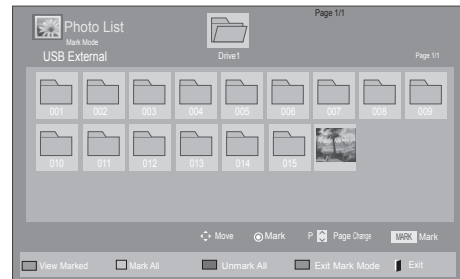 Page 1/1
Photo List
Mark Mode
USB External
Drive1
Page 1/1
001 002 003 004 005 006 007 008 009
010 011 012 013 014 015
Move Mark P Page Change MARK Mark
View Marked Mark All Unmark All Exit Mark Mode Exit